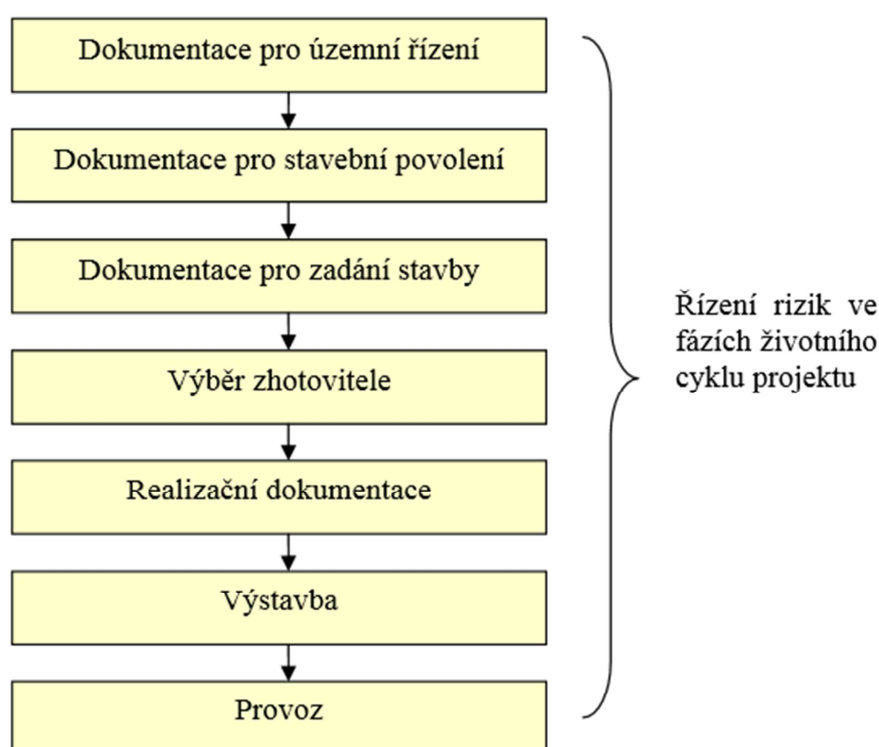 Dokumentace pro územní řízení
Dokumentace pro stavební povolení
Dokumentace pro zadání stavby
Výběr zhotovitele
Realizační dokumentace
Výstavba
Provoz
Řízení rizik ve
fázích životního
cyklu projektu